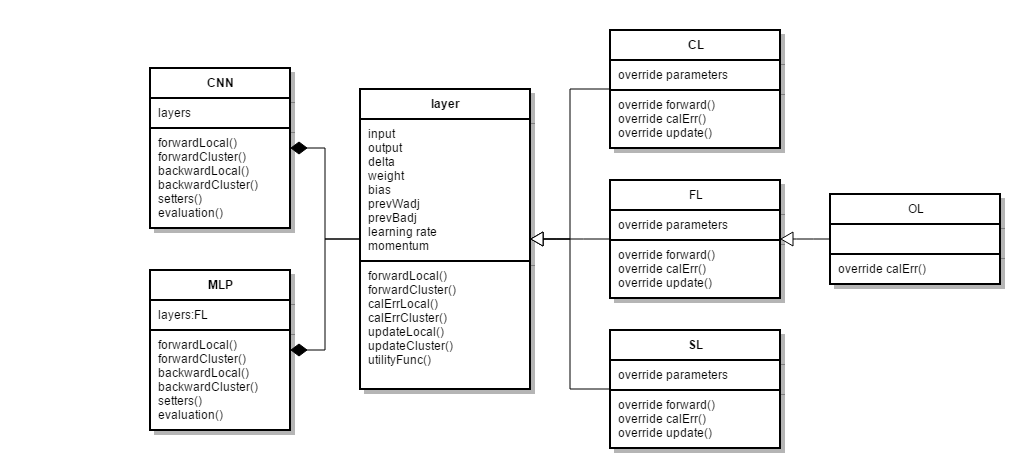 CNN
layers
forwardLocal()
forwardCluster()
backwardLocal()
backwardCluster()
setters()
evaluation()
MLP
layers:FL
forwardLocal()
forwardCluster()
backwardLocal()
backwardCluster()
setters()
evaluation()
layer
input
output
delta
weight
bias
prevWadj
prevBadj
learning rate
momentum
forwardLocal()
forwardCluster()
calErrLocal()
calErrCluster()
updateLocal()
updateCluster()
utilityFunc()
CL
override parameters
override forward()
override calErr()
override update()
FL
override parameters
override forward()
override calErr()
override update()
SL
override parameters
override forward()
override calErr()
override update()
OL
override calErr()